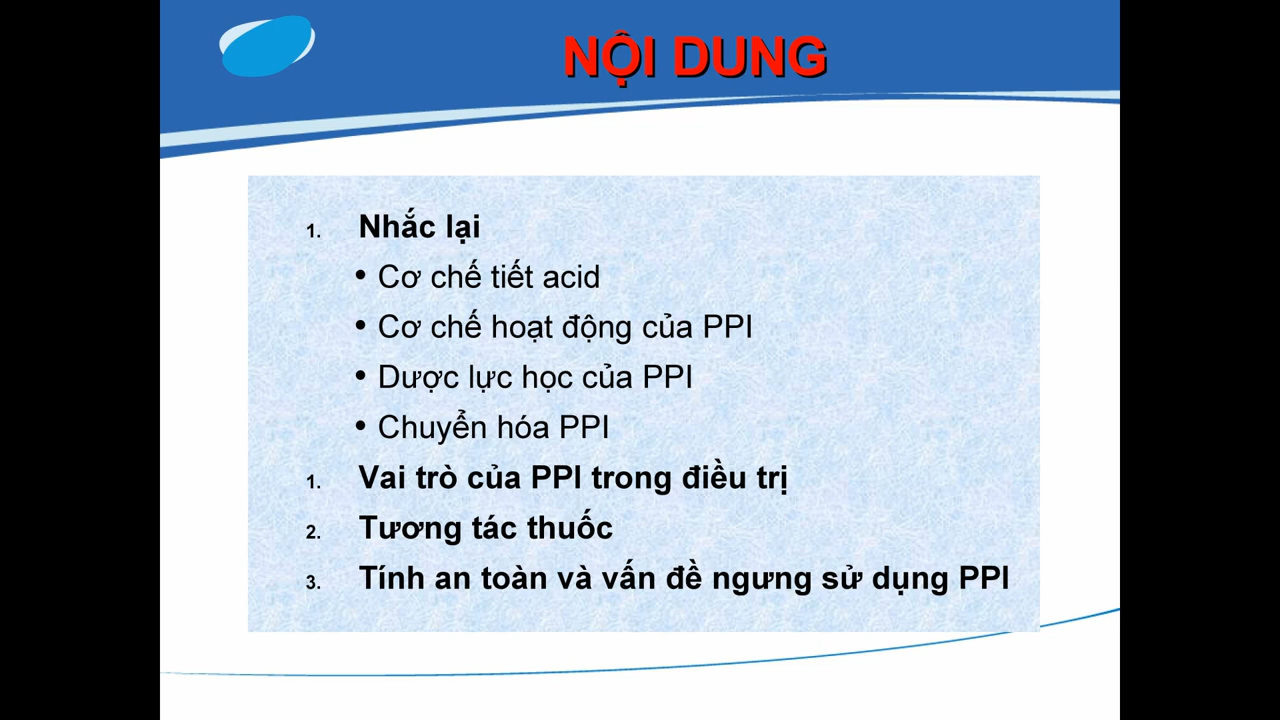 NỘI DUNG
1. Nhắc lại
• Cơ chế tiết acid
• Cơ chế hoạt động của PPI
• Dược lực học của PPI
• Chuyển hóa PPI
1. Vai trò của PPI trong điều trị
2. Tương tác thuốc
3. Tính an toàn và vấn đề ngưng sử dụng PPI